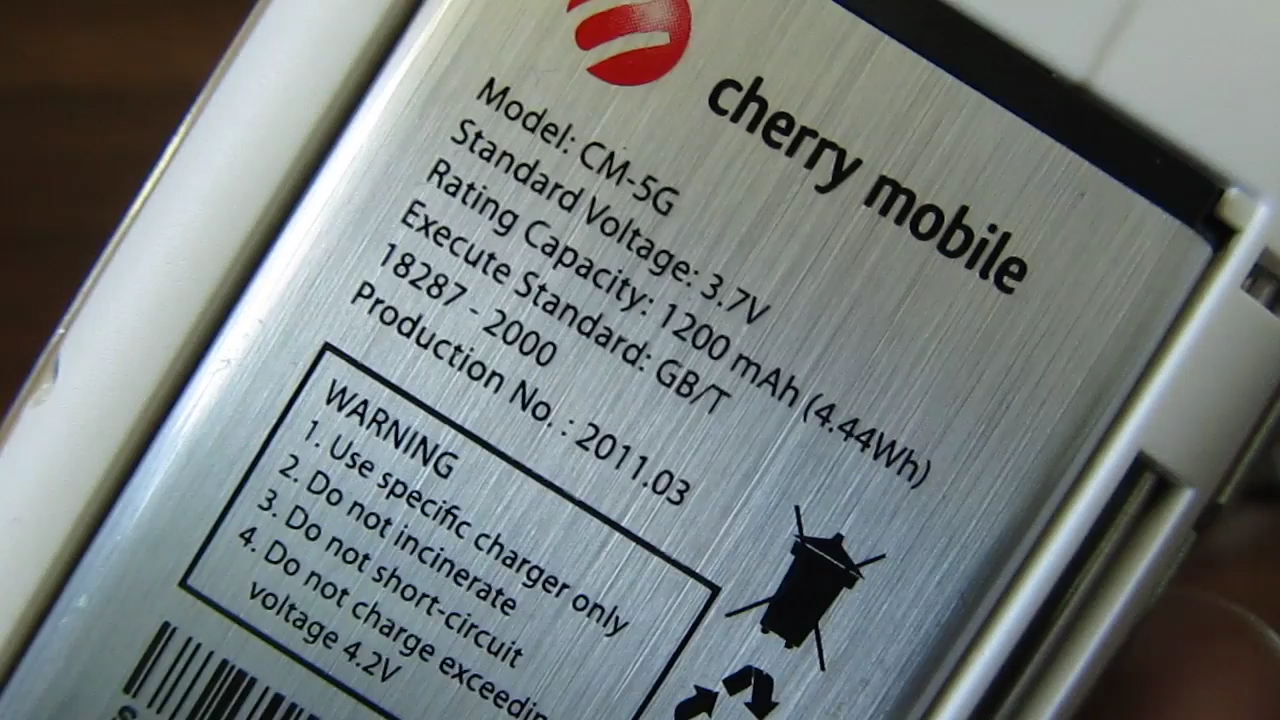 cherry mobile
Model: CM-5G
Standard Voltage: 3.7V
Rating Capacity: 1200 mAh (4.44Wh)
Execute Standard: GB/T
18287 - 2000
Production No. : 2011.03
WARNING
1. Use specific charger only
2. Do not incinerate
3. Do not short-circuit
4. Do not charge
voltage 4.2V